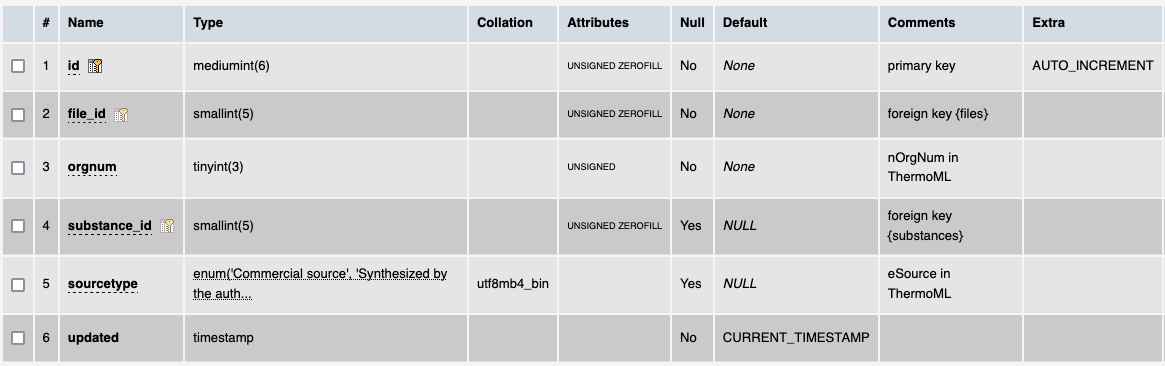 # Name Type Collation Attributes Null Default Comments Extra
1 id mediumint(6) UNSIGNED ZEROFILL No None primary key AUTO_INCREMENT
2 file_id smallint(5) UNSIGNED ZEROFILL No None foreign key {files}
3 orgnum tinyint(3) UNSIGNED No None nOrgNum in
ThermoML
4 substance_id smallint(5) UNSIGNED ZEROFILL Yes NULL foreign key
{substances}
5 sourcetype enum('Commercial source', 'Synthesized by
the auth... utf8mb4_bin Yes NULL eSource in
ThermoML
6 updated timestamp No CURRENT_TIMESTAMP